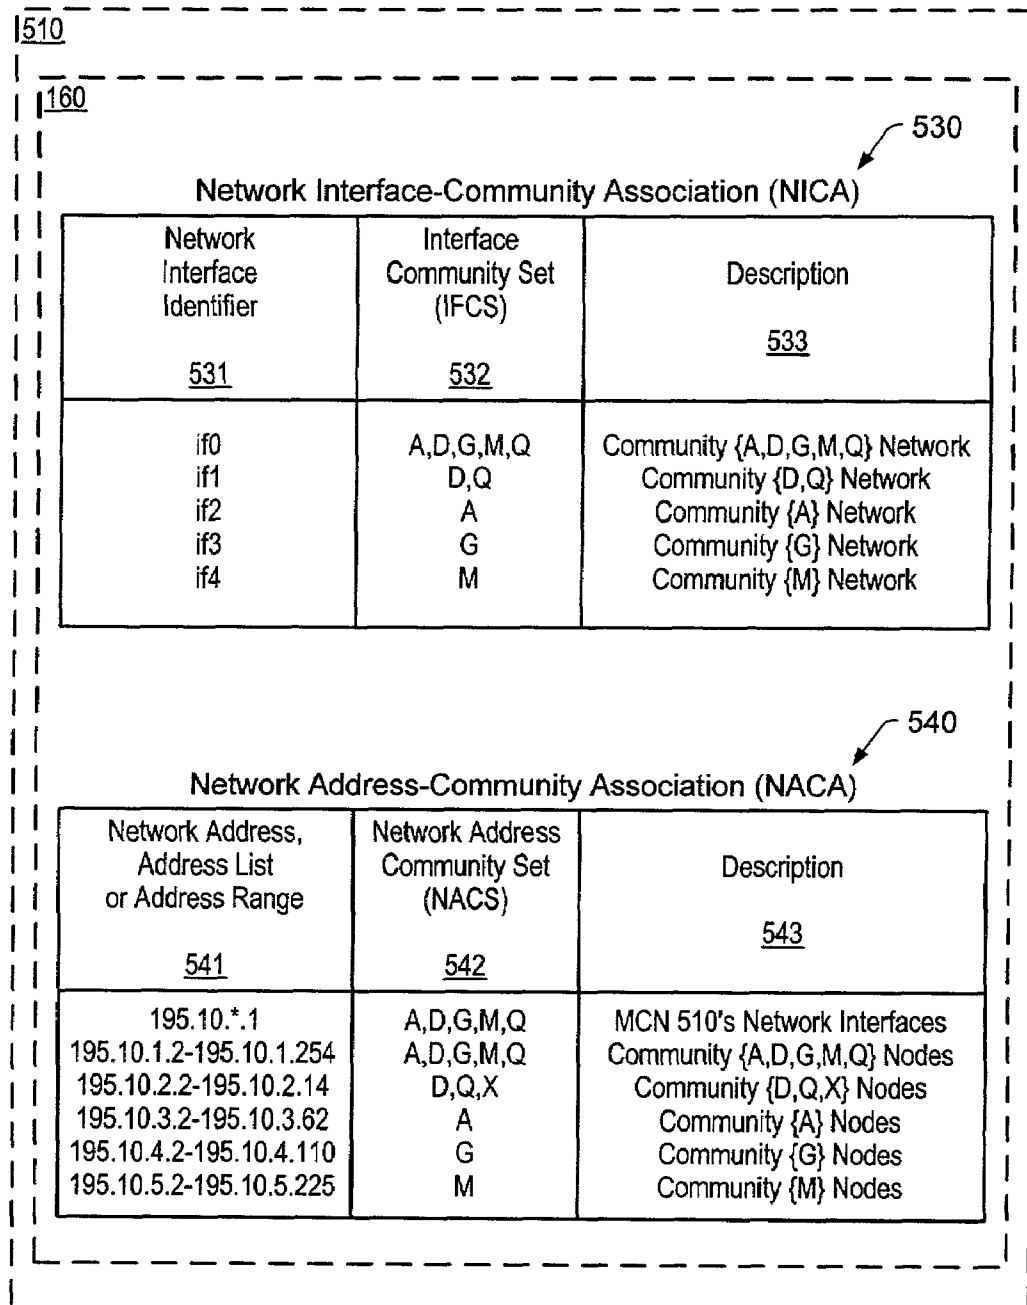 510
160
530
Network Interface-Community Association (NICA)
Network
Interface
Identifier
531
Interface
Community Set
(IFCS)
532
Description
533
if0 A,D,G,M,Q Community {A,D,G,M,Q} Network
if1 D,Q Community {D,Q} Network
if2 A Community {A} Network
if3 G Community {G} Network
if4 M Community {M} Network
540
Network Address-Community Association (NACA)
Network Address,
Address List
or Address Range
541
Network Address
Community Set
(NACS)
542
Description
543
195.10.*.1 A,D,G,M,Q MCN 510's Network Interfaces
195.10.1.2-195.10.1.254 A,D,G,M,Q Community {A,D,G,M,Q} Nodes
195.10.2.2-195.10.2.14 D,Q,X Community {D,Q,X} Nodes
195.10.3.2-195.10.3.62 A Community {A} Nodes
195.10.4.2-195.10.4.110 G Community {G} Nodes
195.10.5.2-195.10.5.225 M Community {M} Nodes